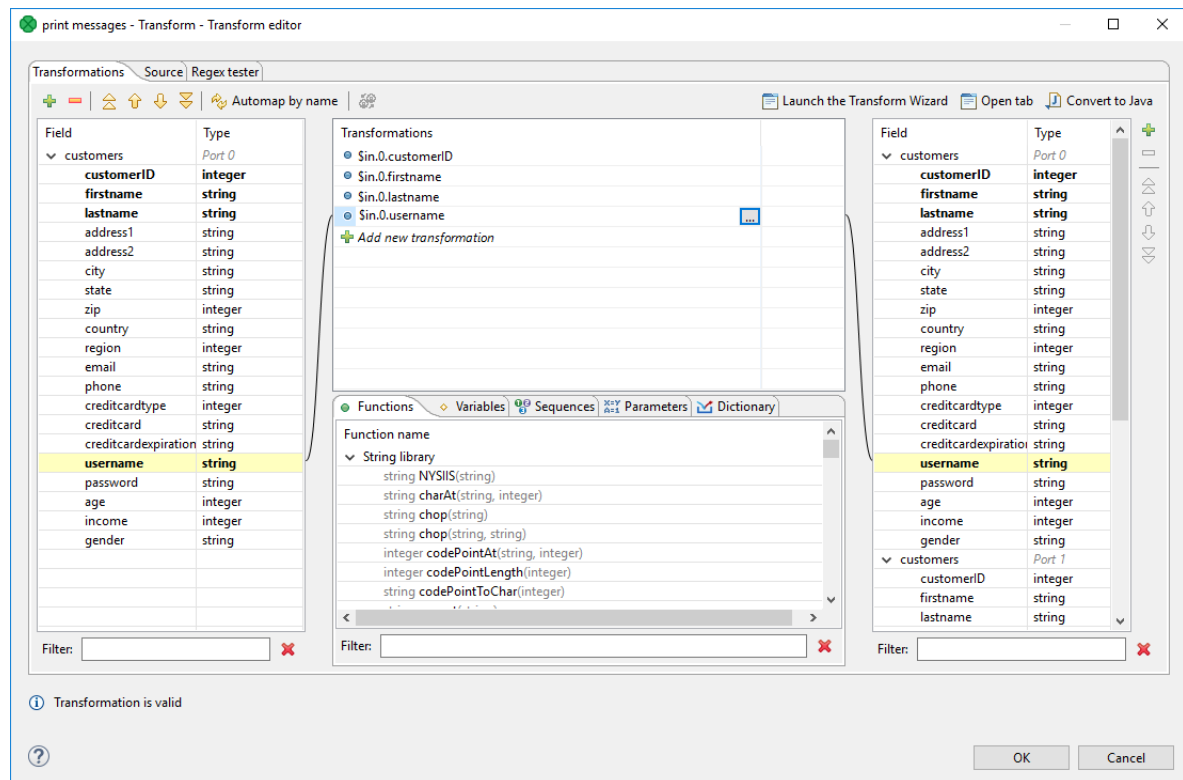 print messages - Transform - Transform editor
Transformations Source Regex tester
Automap by name Launch the Transform Wizard Open tab Convert to Java
Field Type
customers Port 0
customerID integer
firstname string
lastname string
address1 string
address2 string
city string
state string
zip integer
country string
region integer
email string
phone string
creditcardtype integer
creditcard string
creditcardexpiration string
username string
password string
age integer
income integer
gender string
Filter:
Transformations
$in.0.customerID
$in.0.firstname
$in.0.lastname
$in.0.username ...
Add new transformation
Functions Variables Sequences Parameters Dictionary
Function name
String library
string NYSIIS(string)
string charAt(string, integer)
string chop(string)
string chop(string, string)
integer codePointAt(string, integer)
integer codePointLength(integer)
string codePointToChar(integer)
Filter:
Field Type
customers Port 0
customerID integer
firstname string
lastname string
address1 string
address2 string
city string
state string
zip integer
country string
region integer
email string
phone string
creditcardtype integer
creditcard string
creditcardexpiration string
username string
password string
age integer
income integer
gender string
customers Port 1
customerID integer
firstname string
lastname string
Filter:
Transformation is valid
OK Cancel